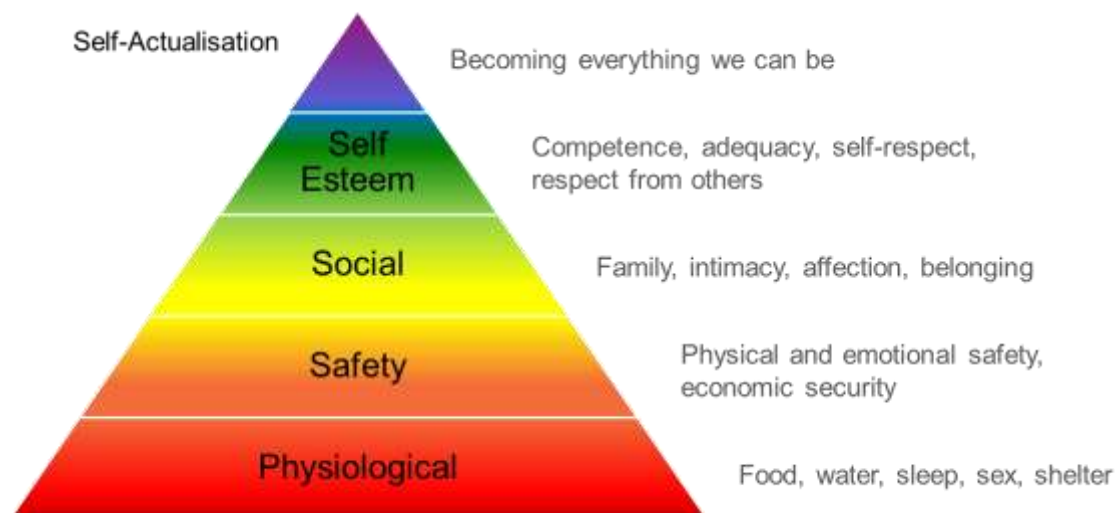 Self-Actualisation
Becoming everything we can be
Self
Esteem
Competence, adequacy, self-respect,
respect from others
Social
Family, intimacy, affection, belonging
Safety
Physical and emotional safety,
economic security
Physiological
Food, water, sleep, sex, shelter